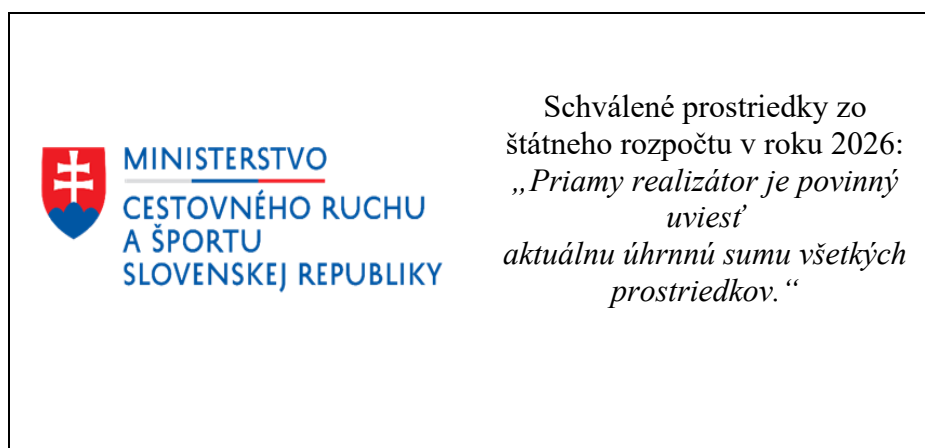 MINISTERSTVO
CESTOVNÉHO RUCHU
A ŠPORTU
SLOVENSKEJ REPUBLIKY
Schválené prostriedky zo
štátneho rozpočtu v roku 2026:
„Priamy realizátor je povinný
uviesť
aktuálnu úhrnnú sumu všetkých
prostriedkov.“